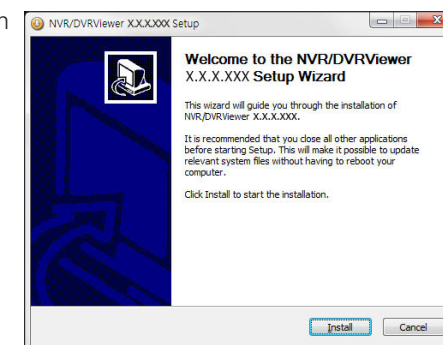 n
NVR/DVRViewer X.X.X.XXX Setup
Welcome to the NVR/DVRViewer
X.X.X.XXX Setup Wizard
This wizard will guide you through the installation of
NVR/DVRViewer X.X.X.XXX.
It is recommended that you close all other applications
before starting Setup. This will make it possible to update
relevant system files without having to reboot your
computer.
Click Install to start the installation.
Install
Cancel